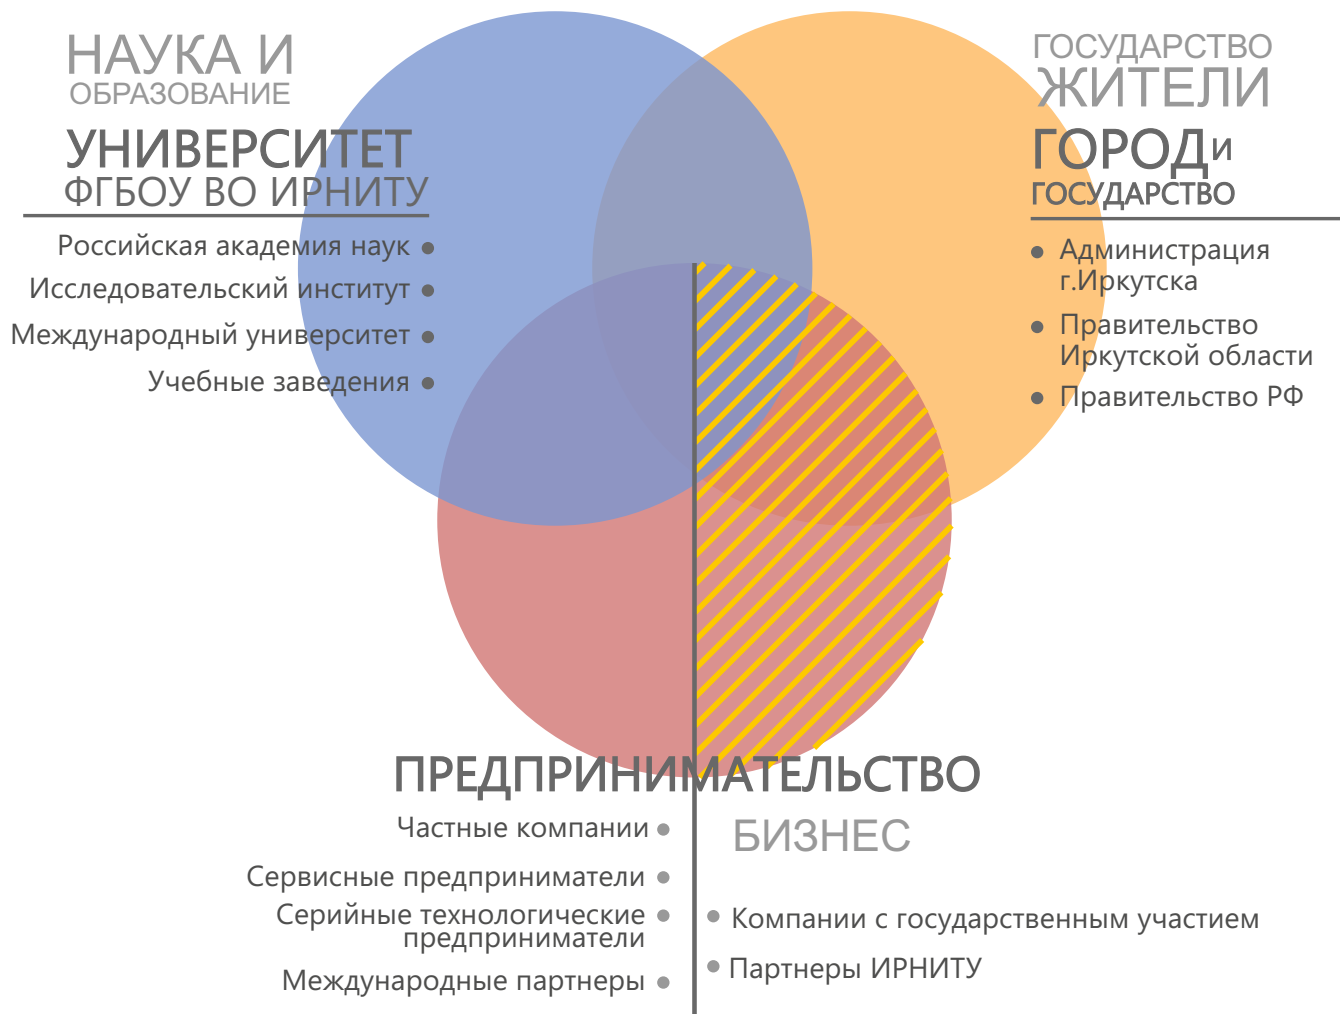 НАУКА И
ОБРАЗОВАНИЕ
УНИВЕРСИТЕТ
ФГБОУ ВО ИРНИТУ
Российская академия наук
Исследовательский институт
Международный университет
Учебные заведения
ГОСУДАРСТВО
ЖИТЕЛИ
ГОРОД и
ГОСУДАРСТВО
Администрация
г.Иркутска
Правительство
Иркутской области
Правительство РФ
ПРЕДПРИНИМАТЕЛЬСТВО
Частные компании
Сервисные предприниматели
Серийные технологические
предприниматели
Международные партнеры
БИЗНЕС
Компании с государственным участием
Партнеры ИРНИТУ